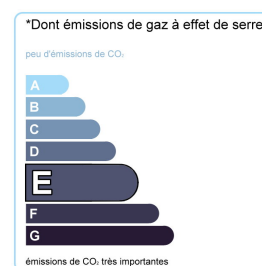 *Dont émissions de gaz à effet de serre
peu d'émissions de CO₂
A
B
C
D
E
F
G
émissions de CO₂ très importantes